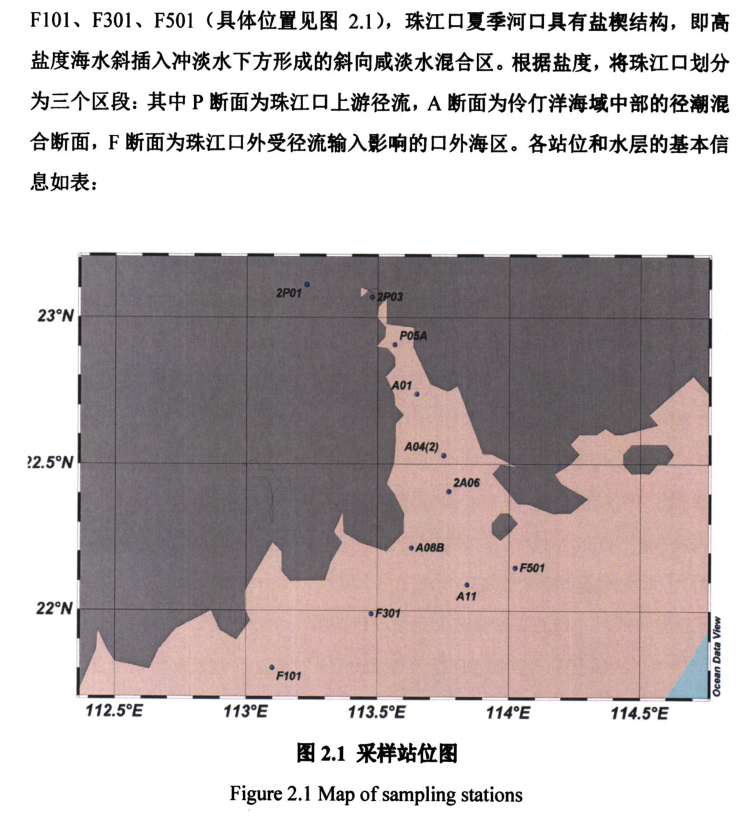 F101、F301、F501（具体位置见图 2.1），珠江口夏季河口具有盐楔结构，即高
盐度海水斜插入冲淡水下方形成的斜向咸淡水混合区。根据盐度，将珠江口划分
为三个区段：其中 P 断面为珠江口上游径流，A 断面为伶仃洋海域中部的径潮混
合断面，F 断面为珠江口外受径流输入影响的口外海区。各站位和水层的基本信
息如表：
2P01
2P03
23°N
P05A
A01
A04(2)
22.5°N
2A06
A08B
F501
A11
22°N
F301
F101
Ocean Data View
112.5°E
113°E
113.5°E
114°E
114.5°E
图 2.1 采样站位图
Figure 2.1 Map of sampling stations